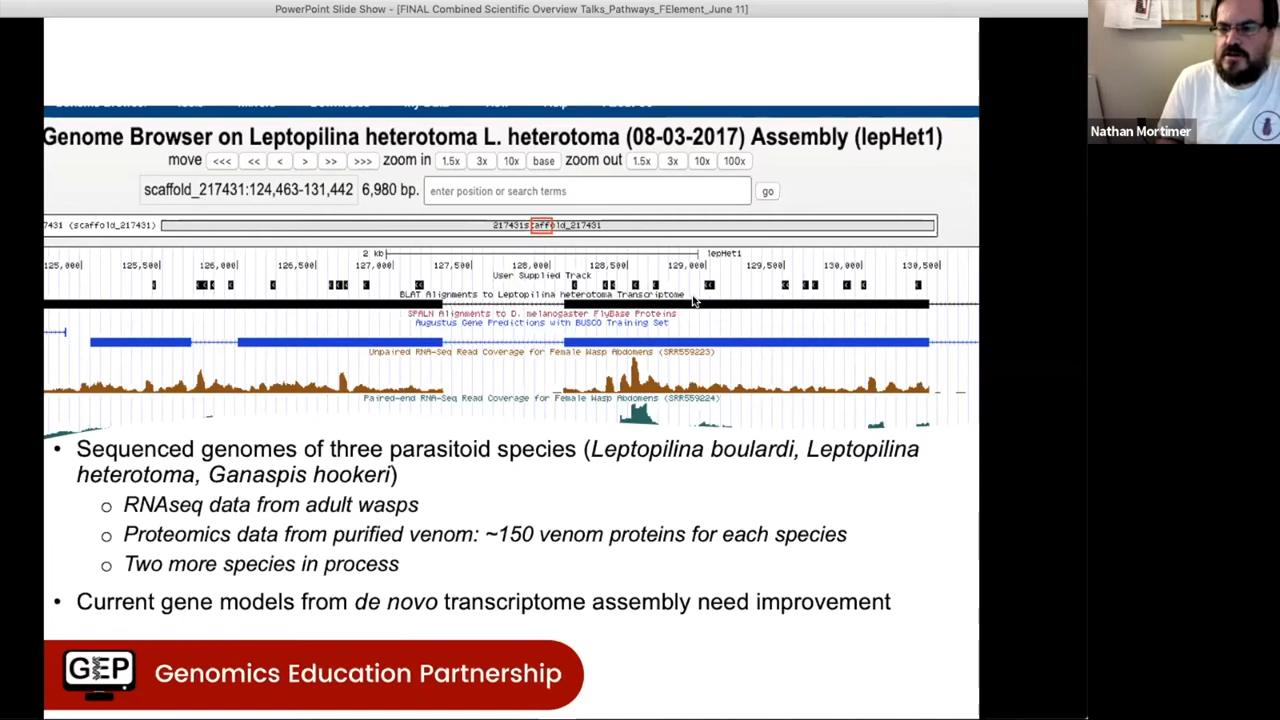 PowerPoint Slide Show - [FINAL Combined Scientific Overview Talks_Pathways_FElement_June 11]
Nathan Mortimer
Genome Browser on Leptopilina heterotoma L. heterotoma (08-03-2017) Assembly (lepHet1)
move <<< << < > >> >>> zoom in 1.5x 3x 10x base zoom out 1.5x 3x 10x 100x
scaffold_217431:124,463-131,442 6,980 bp. enter position or search terms go
7431 (scaffold_217431) 217431scaffold_217431
2 kb lepHet1
125,000 125,500 126,000 126,500 127,000 127,500 128,000 128,500 129,000 129,500 130,000 130,500
User Supplied Track
BLAT Alignments to Leptopilina heterotoma Transcriptome
SPALN Alignments to D. melanogaster FlyBase Proteins
Augustus Gene Predictions with BUSCO Training Set
Unpaired RNA-Seq Read Coverage for Female Wasp Abdomens (SRR559223)
Paired-end RNA-Seq Read Coverage for Female Wasp Abdomens (SRR559224)
• Sequenced genomes of three parasitoid species (Leptopilina boulardi, Leptopilina
heterotoma, Ganaspis hookeri)
o RNAseq data from adult wasps
o Proteomics data from purified venom: ~150 venom proteins for each species
o Two more species in process
• Current gene models from de novo transcriptome assembly need improvement
GEP Genomics Education Partnership